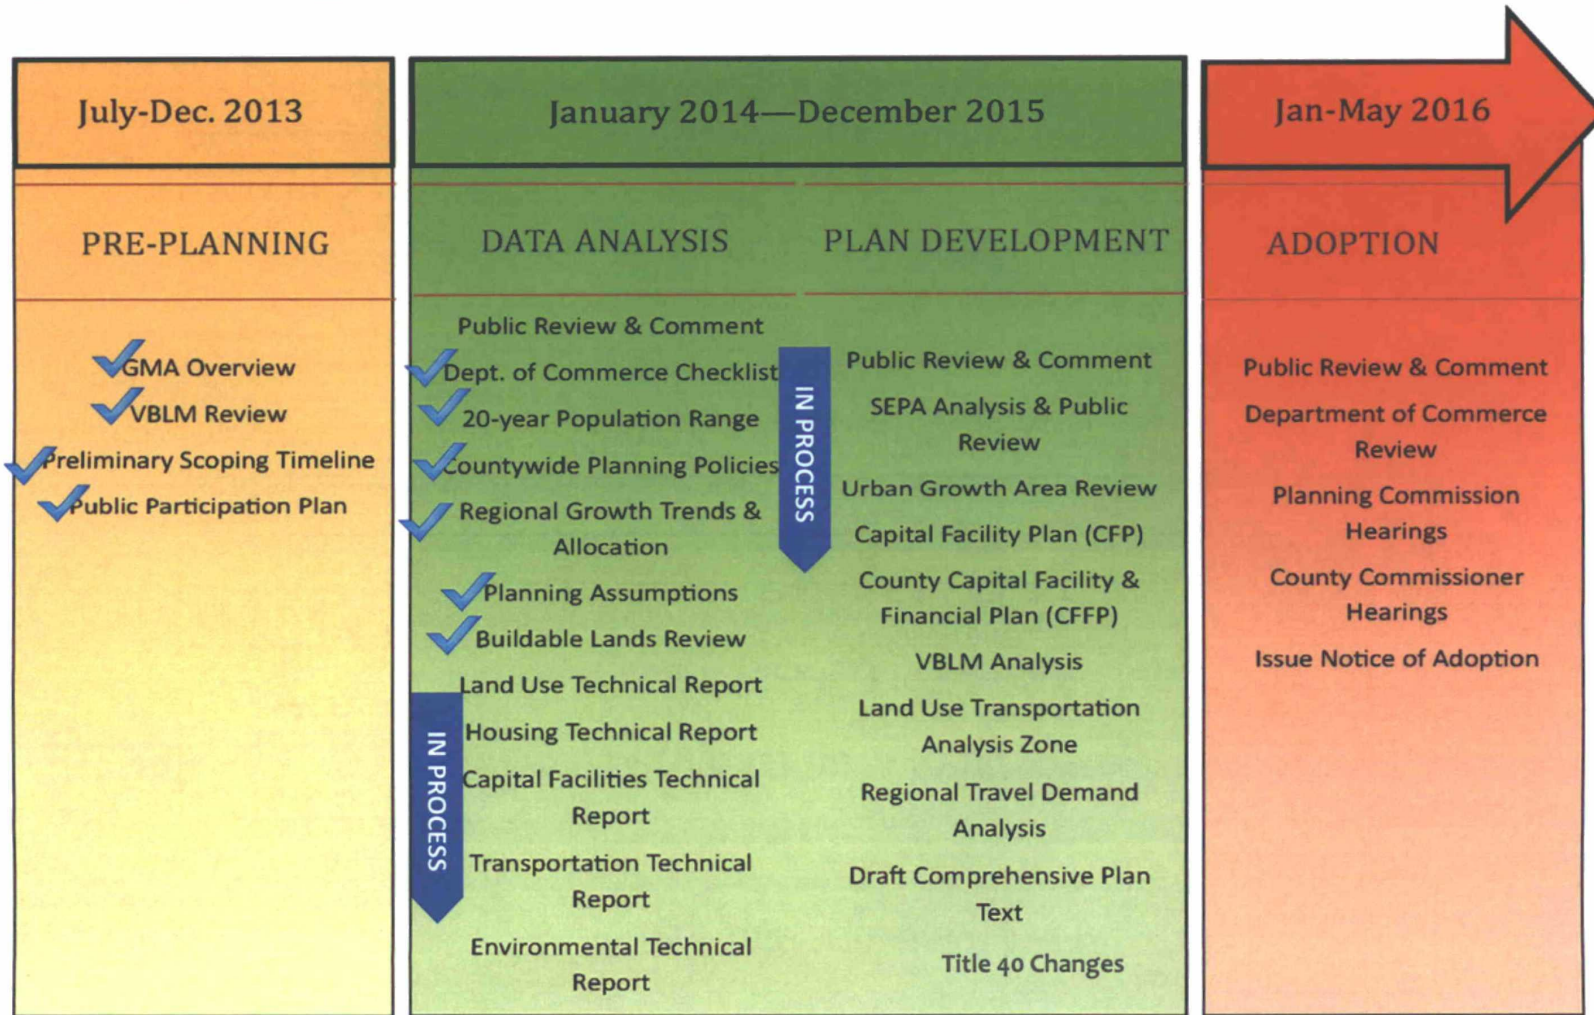 July-Dec. 2013
PRE-PLANNING
GMA Overview
VBLM Review
Preliminary Scoping Timeline
Public Participation Plan
January 2014—December 2015
DATA ANALYSIS
Public Review & Comment
Dept. of Commerce Checklist
20-year Population Range
Countywide Planning Policies
Regional Growth Trends &
Allocation
Planning Assumptions
Buildable Lands Review
Land Use Technical Report
Housing Technical Report
Capital Facilities Technical
Report
Transportation Technical
Report
Environmental Technical
Report
IN PROCESS
PLAN DEVELOPMENT
IN PROCESS
Public Review & Comment
SEPA Analysis & Public
Review
Urban Growth Area Review
Capital Facility Plan (CFP)
County Capital Facility &
Financial Plan (CFFP)
VBLM Analysis
Land Use Transportation
Analysis Zone
Regional Travel Demand
Analysis
Draft Comprehensive Plan
Text
Title 40 Changes
Jan-May 2016
ADOPTION
Public Review & Comment
Department of Commerce
Review
Planning Commission
Hearings
County Commissioner
Hearings
Issue Notice of Adoption